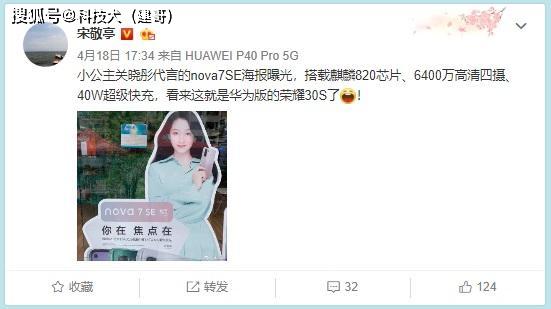 搜狐号@科技犬（建哥）
宋敬亭
4月18日 17:34 来自 HUAWEI P40 Pro 5G
小公主关晓彤代言的nova7SE海报曝光，搭载麒麟820芯片、6400万高清四摄、
40W超级快充，看来这就是华为版的荣耀30S了！
nova 7 SE 5G
你 在 焦点在
收藏
转发
32
124